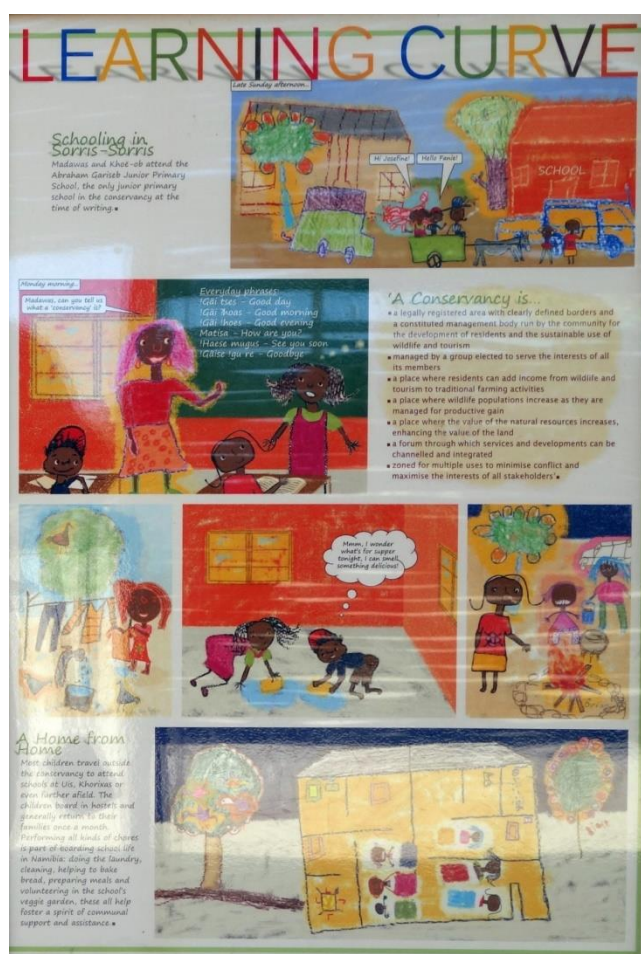 LEARNING CURVE
Late Sunday afternoon...
Schooling in
Sorris-Sorris
Madawas and Khoë-ob attend the
Abraham Gariseb Junior Primary
School, the only junior primary
school in the conservancy at the
time of writing.
Hi Josefine!
Hello Fanie!
SCHOOL
Monday morning...
Madawas, can you tell us
what a 'conservancy' is?
Everyday phrases:
!Gâi tses - Good day
!Gâi ǁoas - Good morning
!Gâi ǃhoes - Good evening
Matisa - How are you?
!Haese mugus - See you soon
!Gâise !gû re - Goodbye
'A Conservancy is...
▪ a legally registered area with clearly defined borders and
a constituted management body run by the community for
the development of residents and the sustainable use of
wildlife and tourism
▪ managed by a group elected to serve the interests of all
its members
▪ a place where residents can add income from wildlife and
tourism to traditional farming activities
▪ a place where wildlife populations increase as they are
managed for productive gain
▪ a place where the value of the natural resources increases,
enhancing the value of the land
▪ a forum through which services and developments can be
channelled and integrated
▪ zoned for multiple uses to minimise conflict and
maximise the interests of all stakeholders'▪
Mmm, I wonder
what's for supper
tonight, I can smell
something delicious!
A Home from
Home
Most children travel outside
the conservancy to attend
schools at Uis, Khorixas or
even further afield. The
children board in hostels and
generally return to their
families once a month.
Performing all kinds of chores
is part of boarding school life
in Namibia: doing the laundry,
cleaning, helping to bake
bread, preparing meals and
volunteering in the school's
veggie garden, these all help
foster a spirit of communal
support and assistance.▪